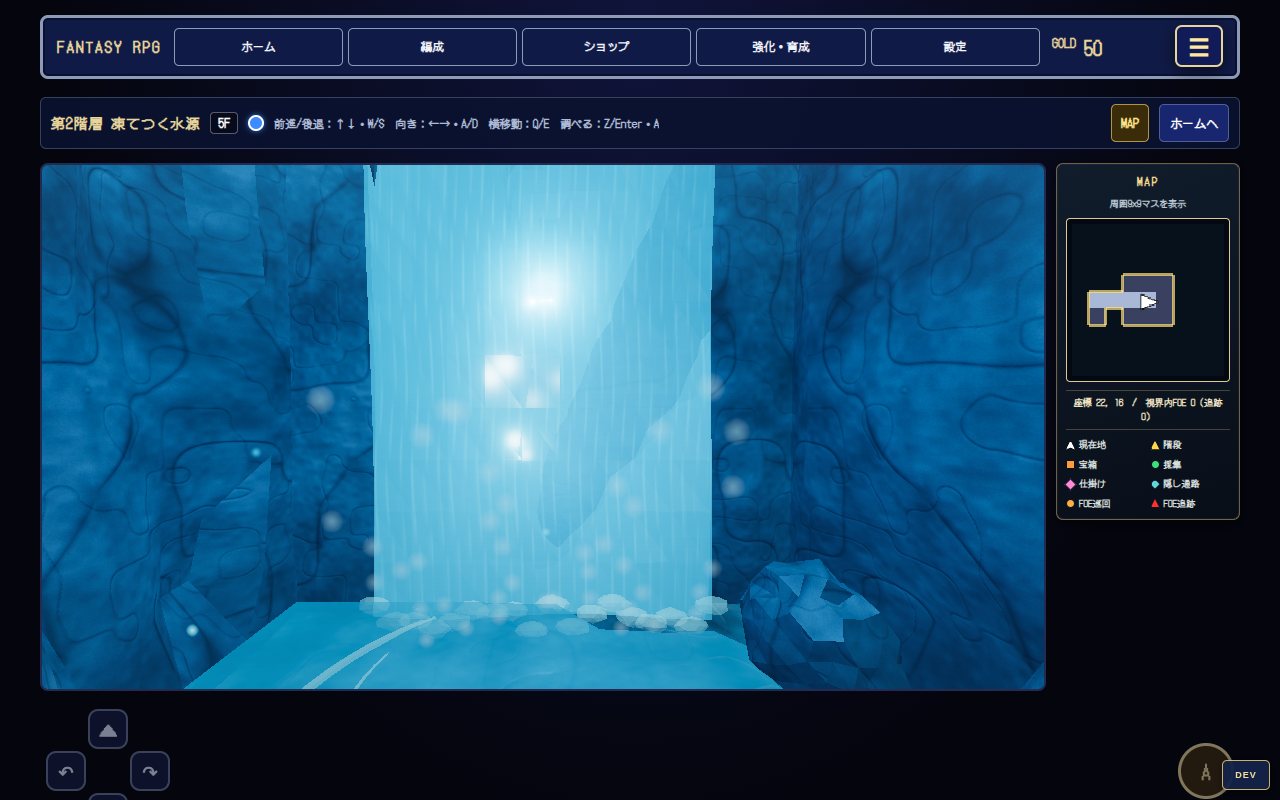 FANTASY RPG ホーム 編成 ショップ 強化・育成 設定 GOLD 50
第2階層 凍てつく水源 5F 前進/後退：↑↓・W/S 向き：←→・A/D 横移動：Q/E 調べる：Z/Enter・A MAP ホームへ
MAP
周囲9x9マスを表示
座標 22, 16 / 視界内FOE 0（追跡
0）
現在地 階段
宝箱 採集
仕掛け 隠し通路
FOE巡回 FOE追跡
A
DEV